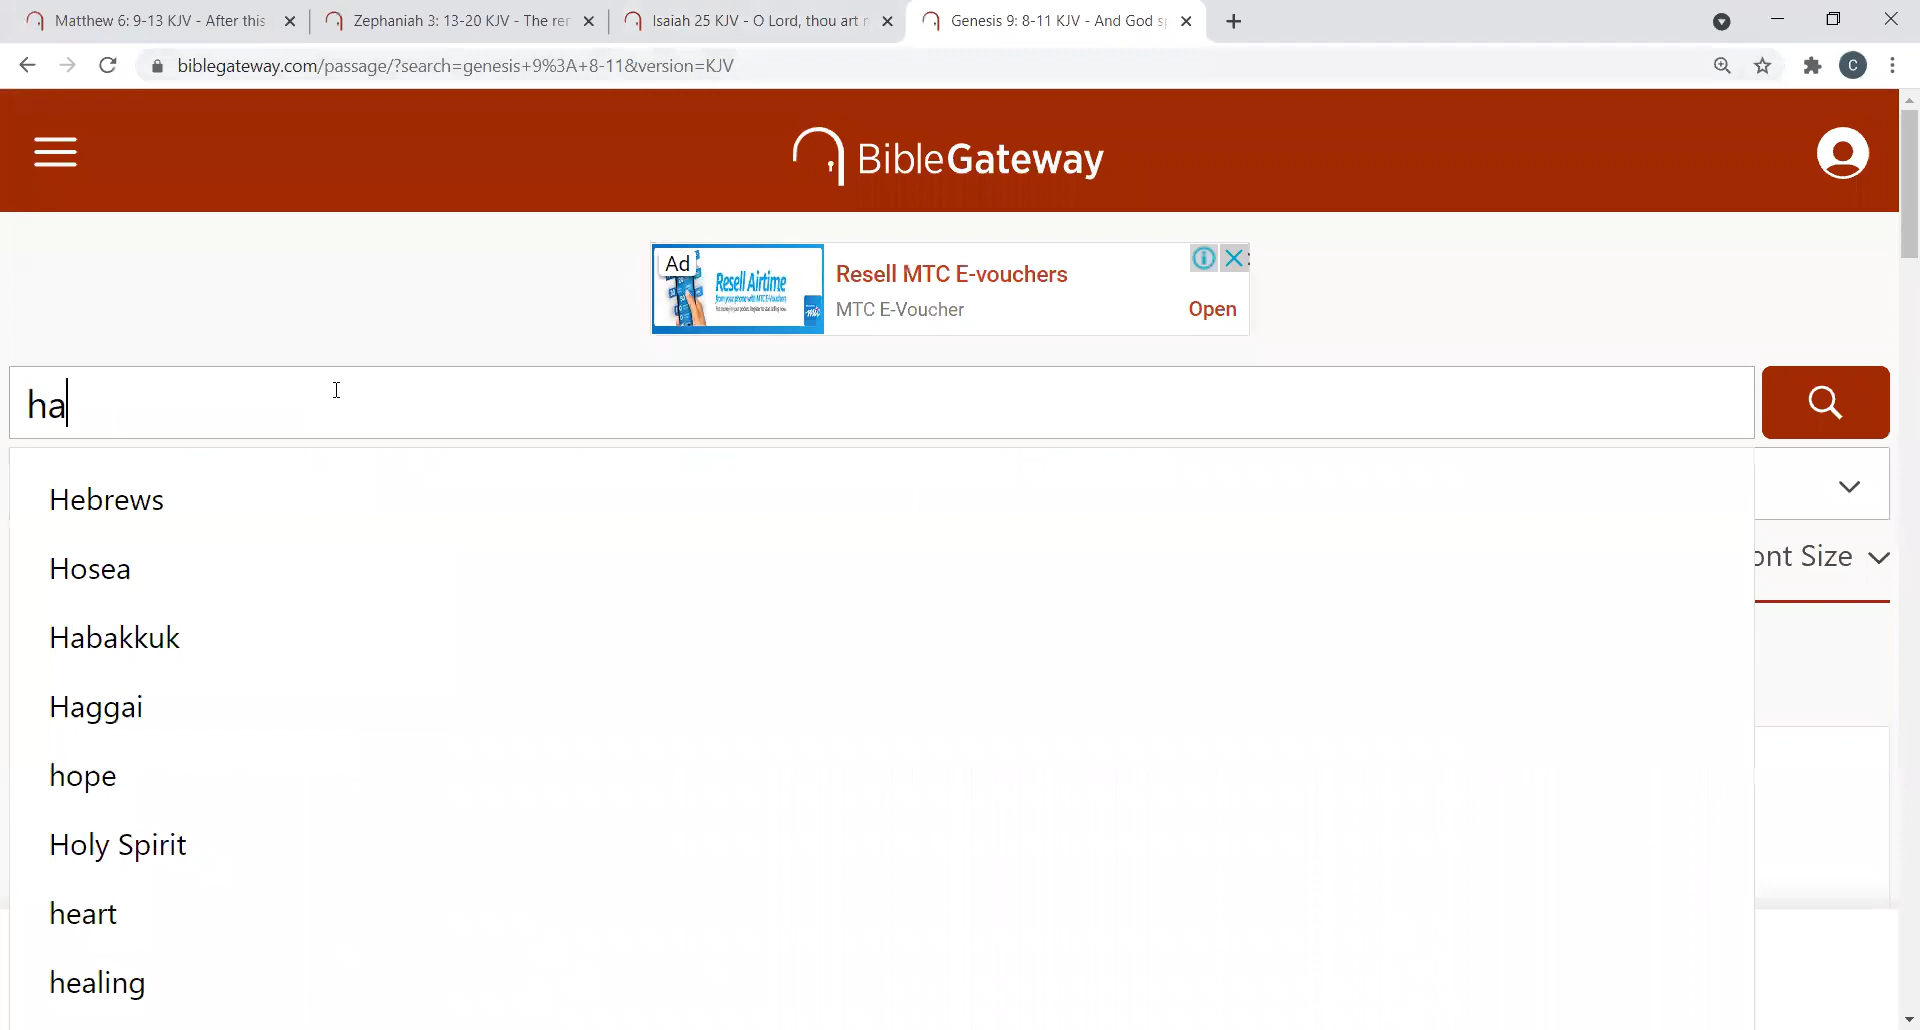 Matthew 6: 9-13 KJV - After this
Zephaniah 3: 13-20 KJV - The rer
Isaiah 25 KJV - O Lord, thou art r
Genesis 9: 8-11 KJV - And God sp
biblegateway.com/passage/?search=genesis+9%3A+8-11&version=KJV
C
BibleGateway
Ad
Resell Airtime
Resell MTC E-vouchers
MTC E-Voucher
Open
ha
Hebrews
Hosea
ont Size
Habakkuk
Haggai
hope
Holy Spirit
heart
healing